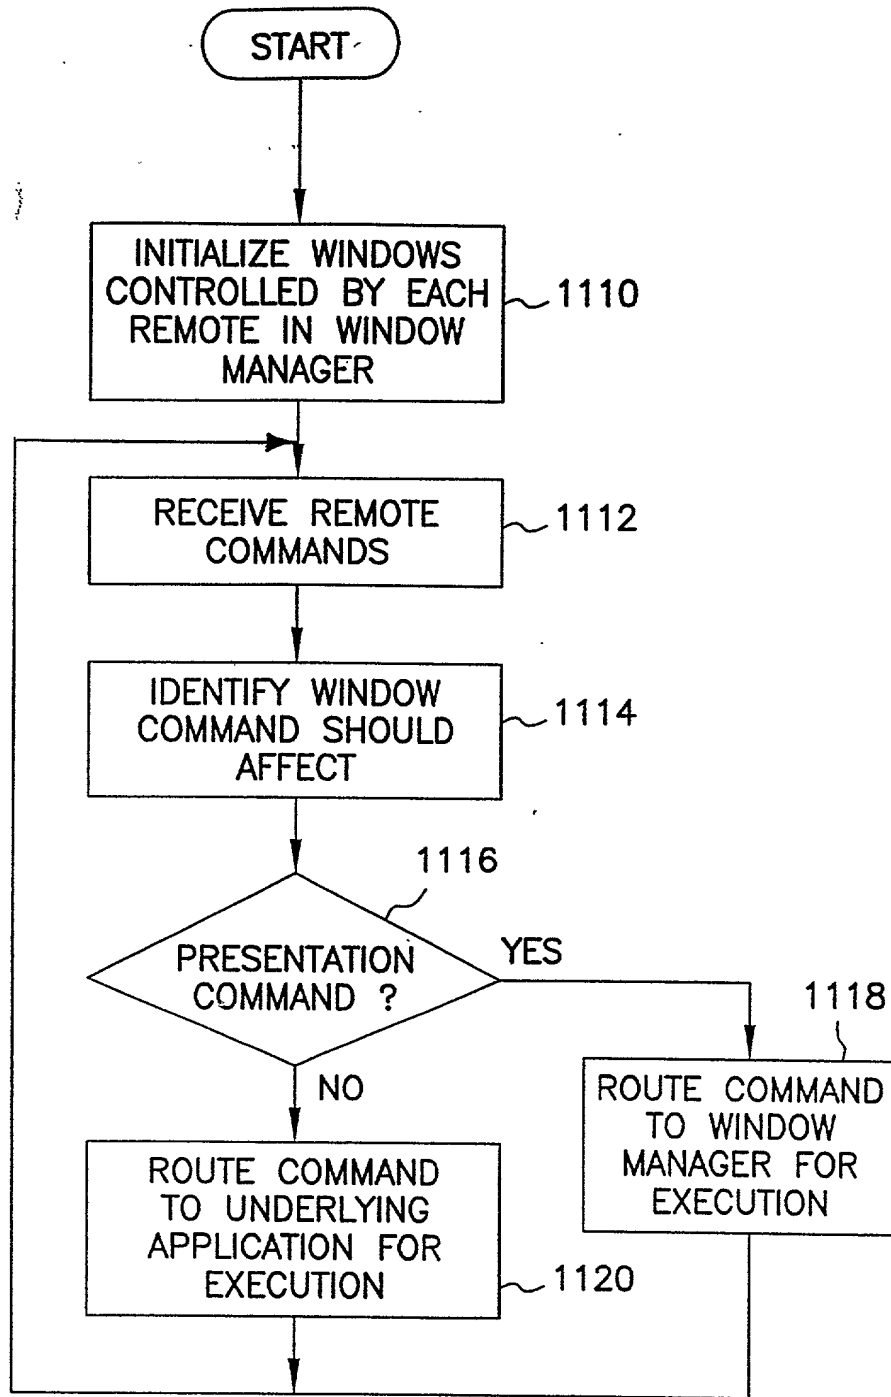 START
INITIALIZE WINDOWS
CONTROLLED BY EACH
REMOTE IN WINDOW
MANAGER
1110
RECEIVE REMOTE
COMMANDS
1112
IDENTIFY WINDOW
COMMAND SHOULD
AFFECT
1114
1116
PRESENTATION
COMMAND ?
YES
NO
1118
ROUTE COMMAND
TO WINDOW
MANAGER FOR
EXECUTION
ROUTE COMMAND
TO UNDERLYING
APPLICATION FOR
EXECUTION
1120